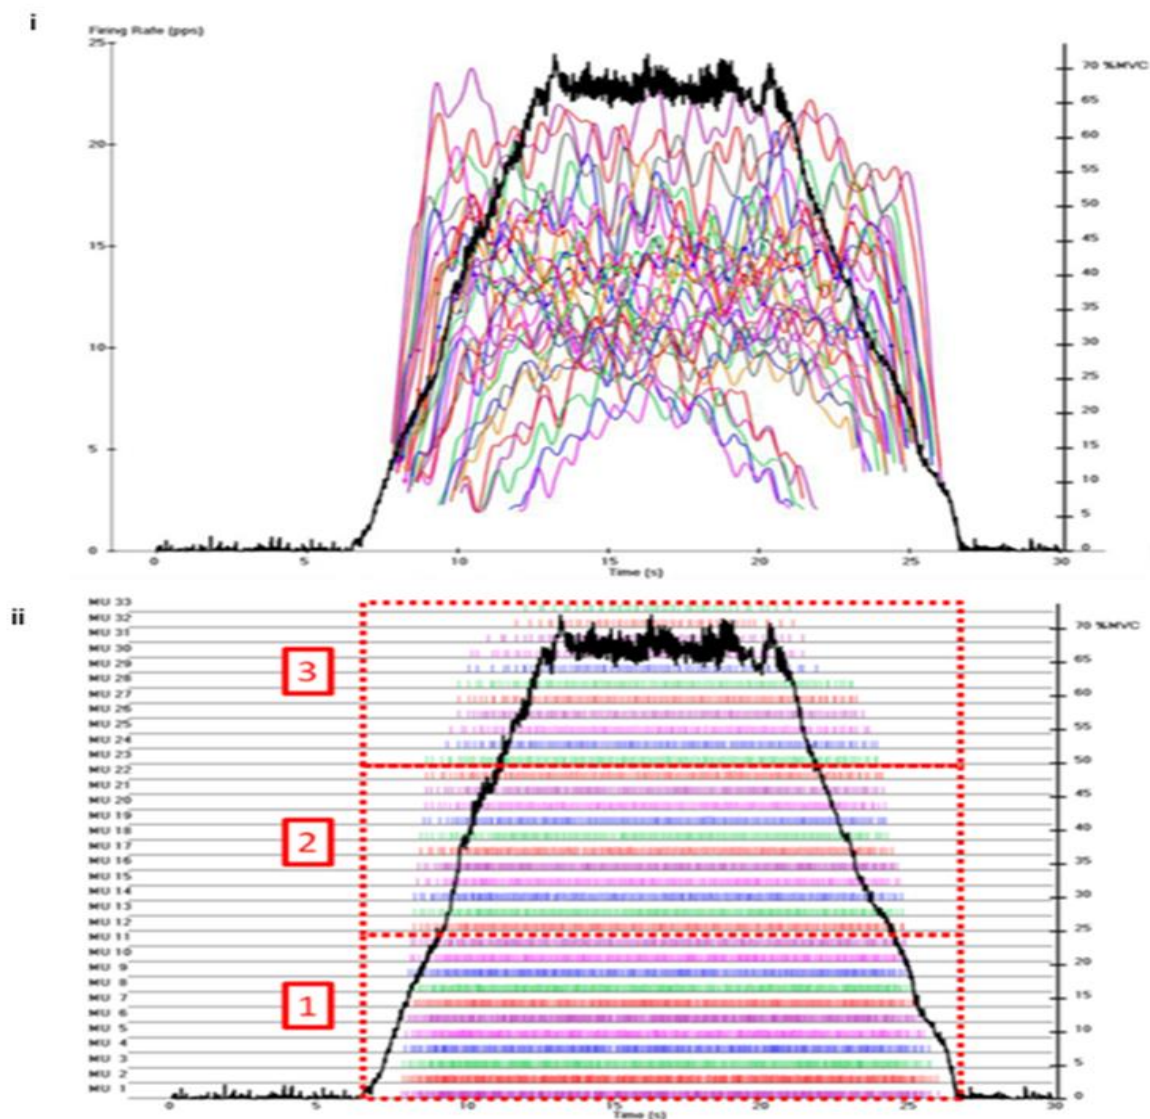 i
Firing Rate (pps)
25
20
15
10
5
0
70 %MVC
65
60
55
50
45
40
35
30
25
20
15
10
5
0
0 5 10 15 20 25 30
Time (s)
ii
MU 33
MU 32
MU 31
MU 30
MU 29
MU 28
MU 27
MU 26
MU 25
MU 24
MU 23
MU 22
MU 21
MU 20
MU 19
MU 18
MU 17
MU 16
MU 15
MU 14
MU 13
MU 12
MU 11
MU 10
MU 9
MU 8
MU 7
MU 6
MU 5
MU 4
MU 3
MU 2
MU 1
3
2
1
70 %MVC
65
60
55
50
45
40
35
30
25
20
15
10
5
0
0 5 10 15 20 25 30
Time (s)